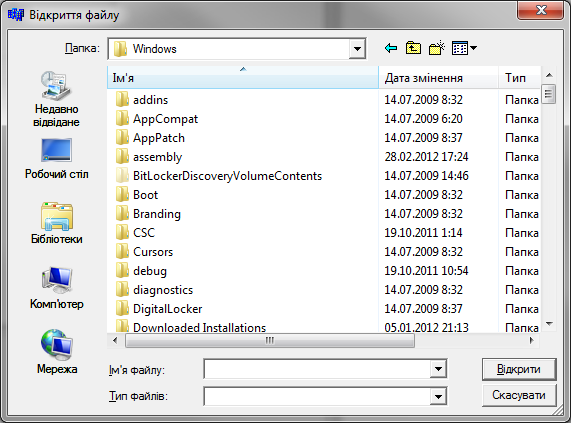 Відкриття файлу
Папка: Windows
Ім'я Дата змінення Тип
addins 14.07.2009 8:32 Папка
AppCompat 14.07.2009 6:20 Папка
AppPatch 14.07.2009 8:37 Папка
assembly 28.02.2012 17:24 Папка
BitLockerDiscoveryVolumeContents 14.07.2009 14:46 Папка
Boot 14.07.2009 8:32 Папка
Branding 14.07.2009 8:32 Папка
CSC 19.10.2011 1:14 Папка
Cursors 14.07.2009 8:32 Папка
debug 19.10.2011 10:54 Папка
diagnostics 14.07.2009 8:32 Папка
DigitalLocker 14.07.2009 8:37 Папка
Downloaded Installations 05.01.2012 21:13 Папка
Недавно
відвідане
Робочий стіл
Бібліотеки
Комп'ютер
Мережа
Ім'я файлу: Відкрити
Тип файлів: Скасувати